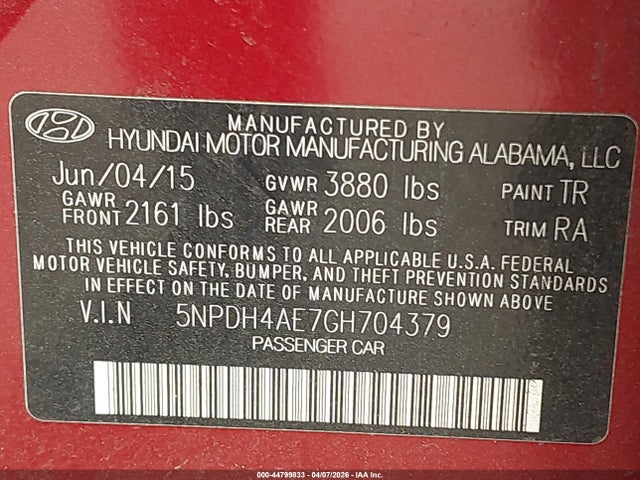 MANUFACTURED BY
HYUNDAI MOTOR MANUFACTURING ALABAMA, LLC
Jun/04/15 GVWR 3880 lbs PAINT TR
GAWR FRONT 2161 lbs GAWR REAR 2006 lbs TRIM RA
THIS VEHICLE CONFORMS TO ALL APPLICABLE U.S.A. FEDERAL
MOTOR VEHICLE SAFETY, BUMPER, AND THEFT PREVENTION STANDARDS
IN EFFECT ON THE DATE OF MANUFACTURE SHOWN ABOVE
V.I.N 5NPDH4AE7GH704379
PASSENGER CAR
000-44799833 - 04/07/2026 - IAA Inc.